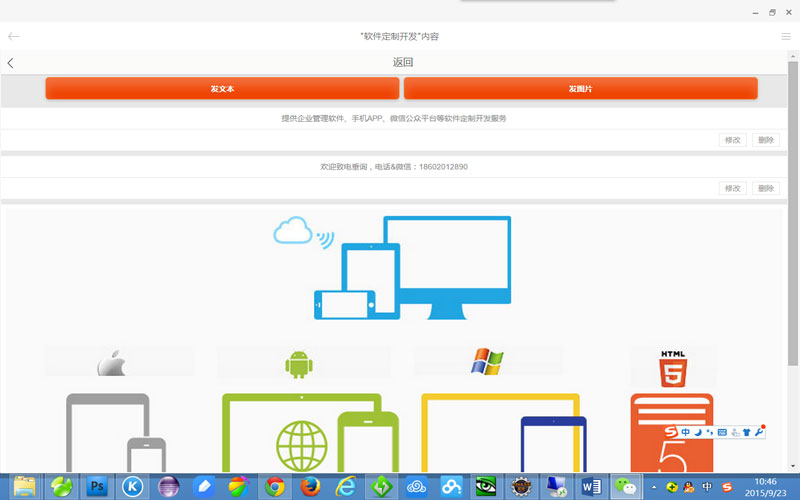 "软件定制开发"内容
返回
发文本
发图片
提供企业管理软件、手机APP、微信公众平台等软件定制开发服务
修改
删除
欢迎致电垂询，电话&微信：18602012890
修改
删除
HTML
5
5
S 中
Ps
K
W
中
S
10:46
2015/9/23